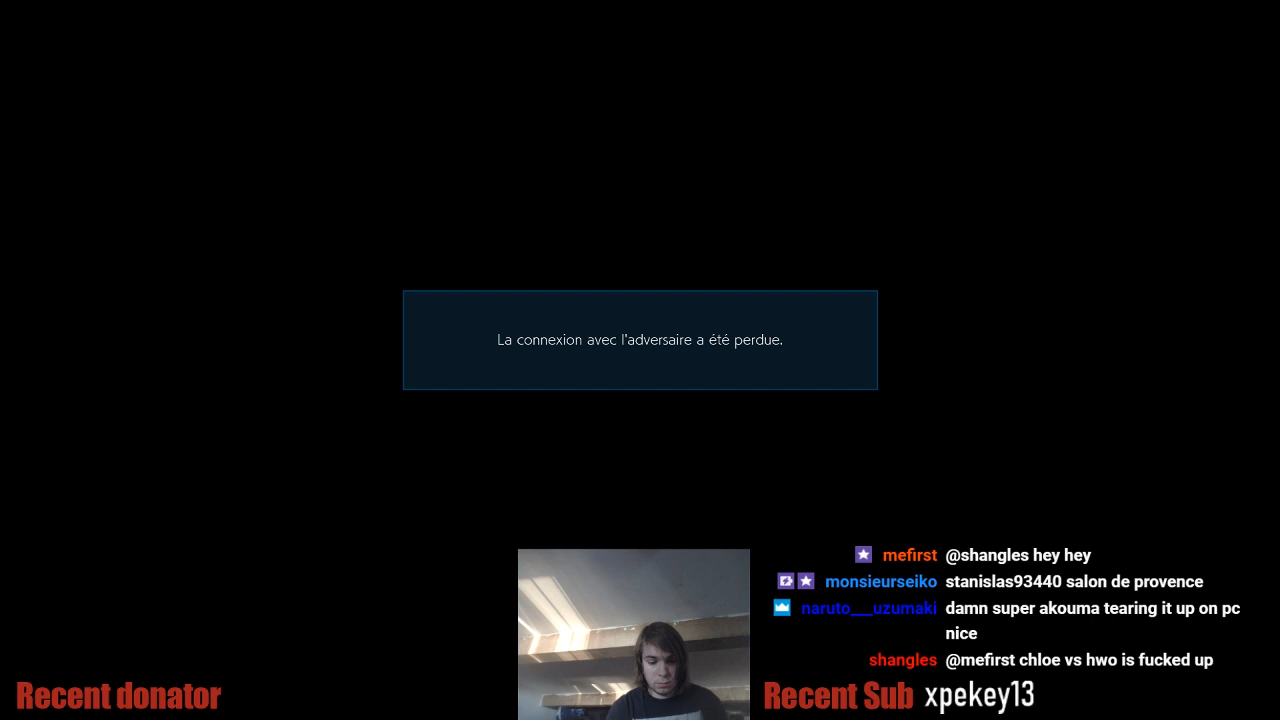 La connexion avec l'adversaire a été perdue.
mefirst @shangles hey hey
monsieurseiko stanislas93440 salon de provence
naruto___uzumaki damn super akouma tearing it up on pc
nice
shangles @mefirst chloe vs hwo is fucked up
Recent donator
Recent Sub xpekey13